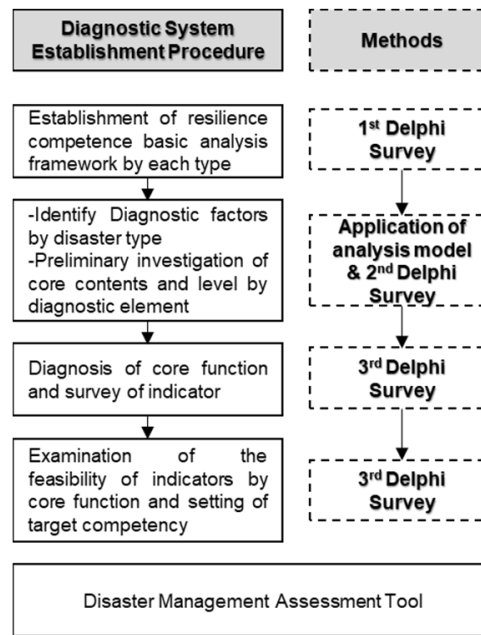 Diagnostic System
Establishment Procedure
Methods
Establishment of resilience
competence basic analysis
framework by each type
1st Delphi
Survey
-Identify Diagnostic factors
by disaster type
-Preliminary investigation of
core contents and level by
diagnostic element
Application of
analysis model
& 2nd Delphi
Survey
Diagnosis of core function
and survey of indicator
3rd Delphi
Survey
Examination of the
feasibility of indicators by
core function and setting of
target competency
3rd Delphi
Survey
Disaster Management Assessment Tool